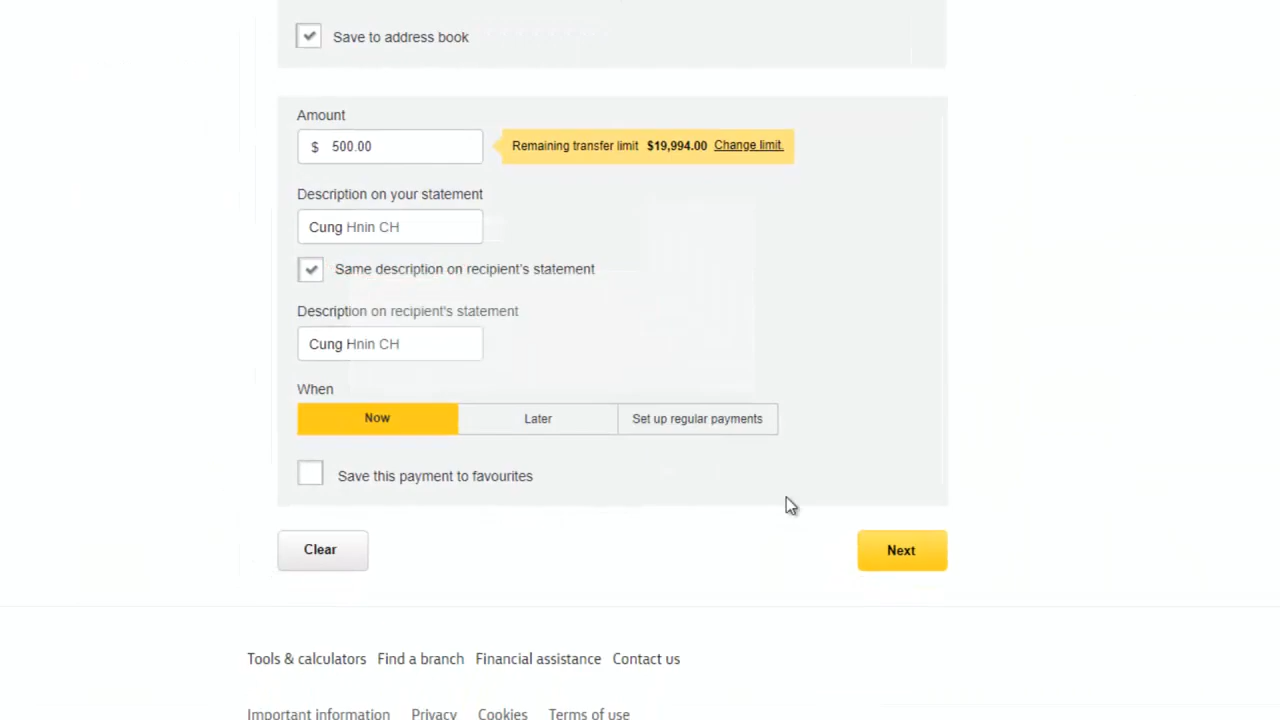 Save to address book
Amount
$ 500.00
Remaining transfer limit $19,994.00 Change limit.
Description on your statement
Cung Hnin CH
Same description on recipient's statement
Description on recipient's statement
Cung Hnin CH
When
Now Later Set up regular payments
Save this payment to favourites
Clear Next
Tools & calculators Find a branch Financial assistance Contact us
Important information Privacy Cookies Terms of use